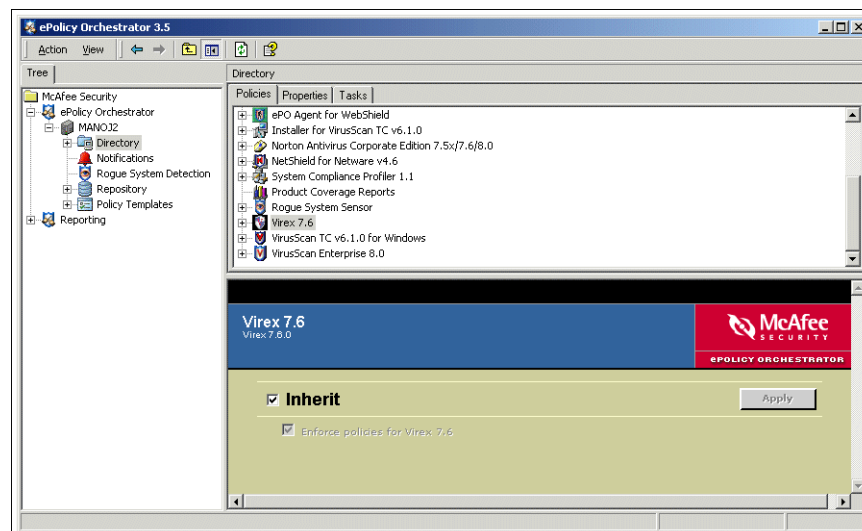 ePolicy Orchestrator 3.5
Action View
Tree
McAfee Security
ePolicy Orchestrator
MANOJ2
Directory
Notifications
Rogue System Detection
Repository
Policy Templates
Reporting
Directory
Policies Properties Tasks
ePO Agent for WebShield
Installer for VirusScan TC v6.1.0
Norton Antivirus Corporate Edition 7.5x/7.6/8.0
NetShield for Netware v4.6
System Compliance Profiler 1.1
Product Coverage Reports
Rogue System Sensor
Virex 7.6
VirusScan TC v6.1.0 for Windows
VirusScan Enterprise 8.0
Virex 7.6
Virex 7.6.0
McAfee
SECURITY
ePOLICY ORCHESTRATOR
Inherit
Apply
Enforce policies for Virex 7.6